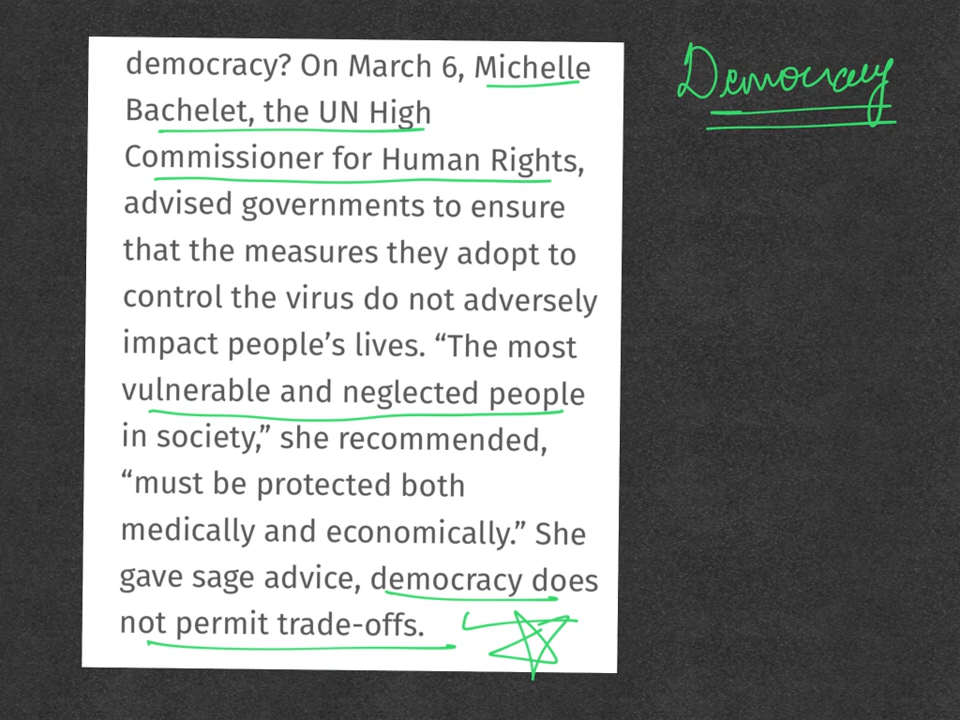 democracy? On March 6, Michelle
Bachelet, the UN High
Commissioner for Human Rights,
advised governments to ensure
that the measures they adopt to
control the virus do not adversely
impact people’s lives. “The most
vulnerable and neglected people
in society,” she recommended,
“must be protected both
medically and economically.” She
gave sage advice, democracy does
not permit trade-offs.
Democracy